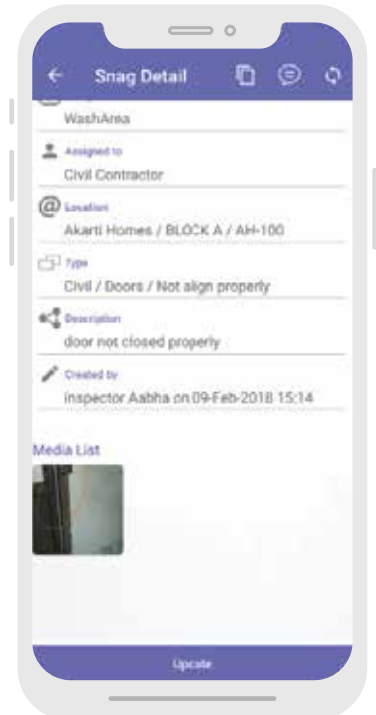 Snag Detail
WashArea
Assigned to
Civil Contractor
Location
Akarti Homes / BLOCK A / AH-100
Type
Civil / Doors / Not align properly
Description
door not closed properly
Created by
inspector Aabha on 09-Feb-2018 15:14
Media List
Update